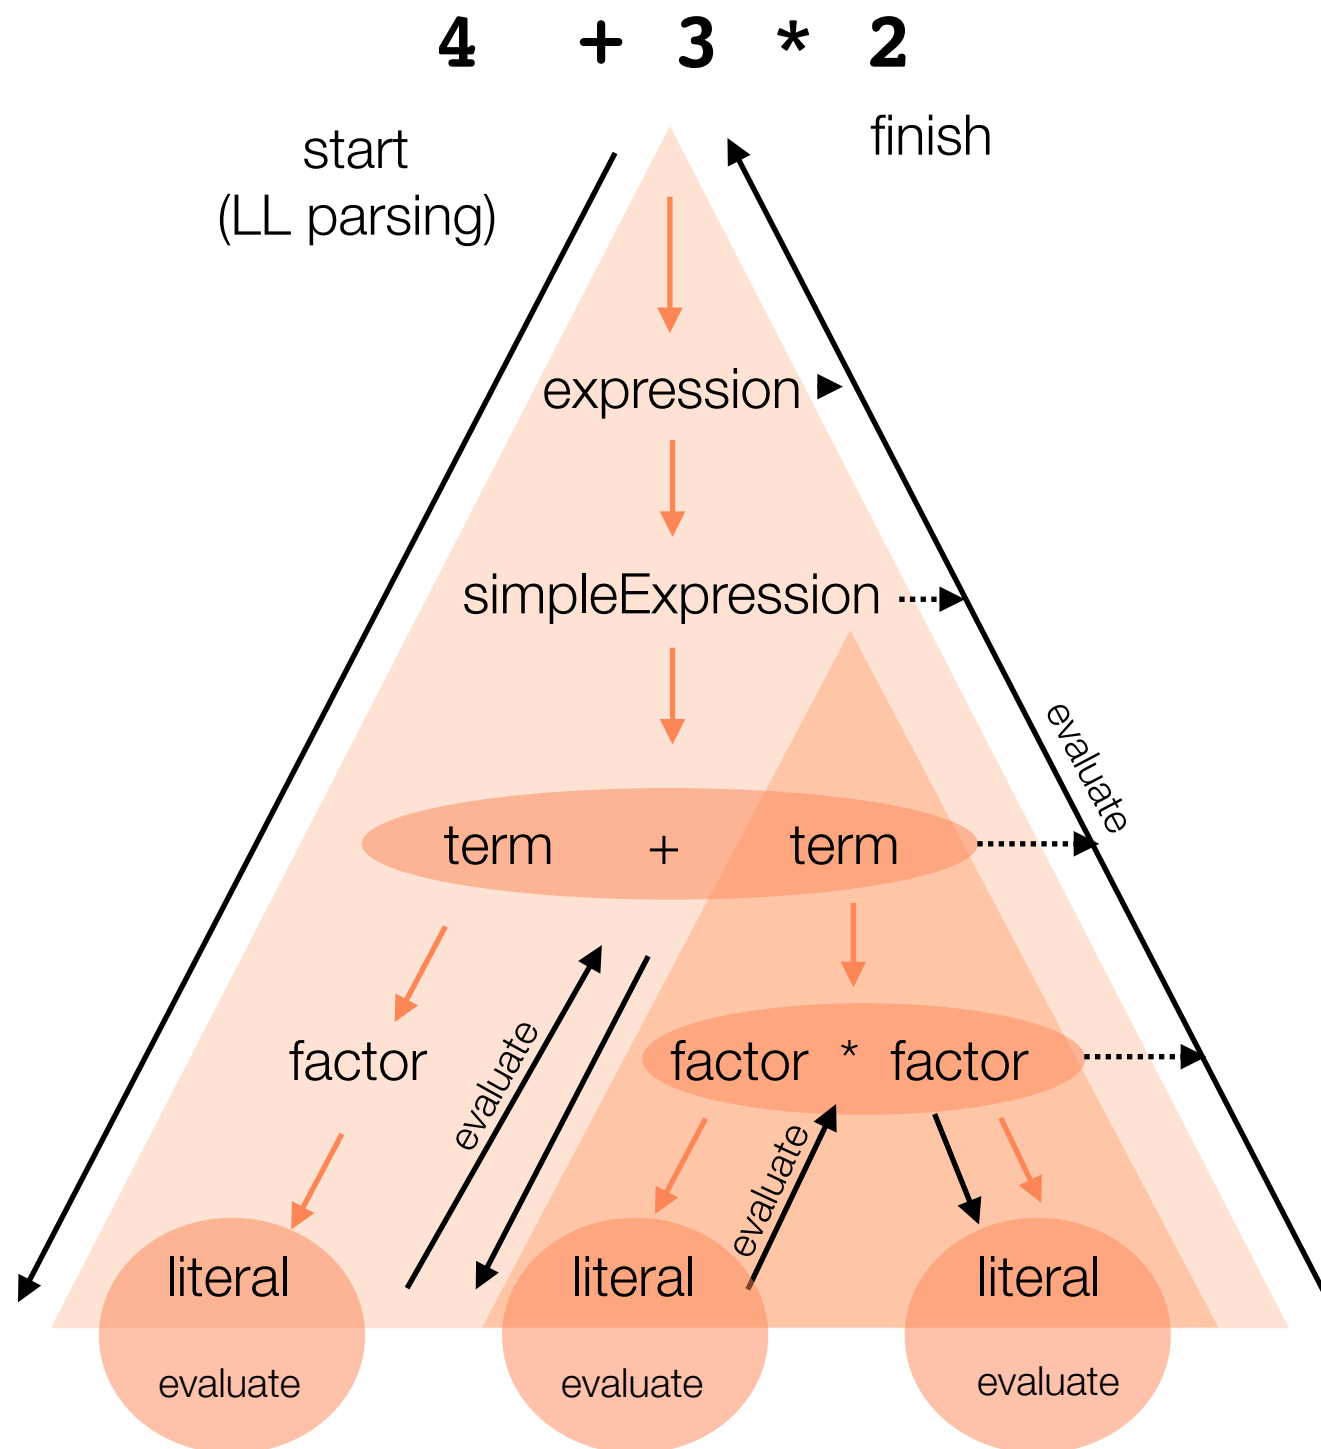 4 + 3 * 2
start
(LL parsing)
finish
expression
simpleExpression
evaluate
term + term
factor
evaluate
factor * factor
evaluate
literal
literal
literal
evaluate
evaluate
evaluate